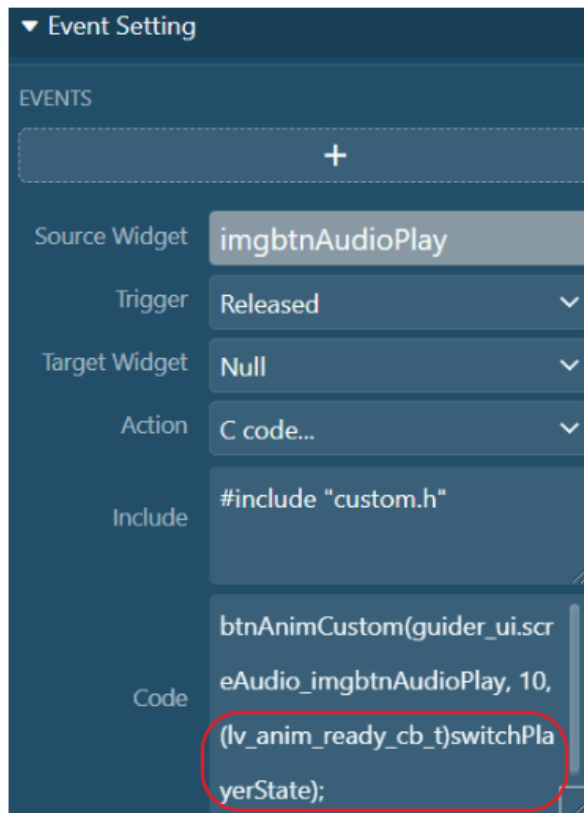 Event Setting
EVENTS
+
Source Widget imgbtnAudioPlay
Trigger Released
Target Widget Null
Action C code...
Include #include "custom.h"
Code btnAnimCustom(guider_ui.scr
eAudio_imgbtnAudioPlay, 10,
(lv_anim_ready_cb_t)switchPla
yerState);